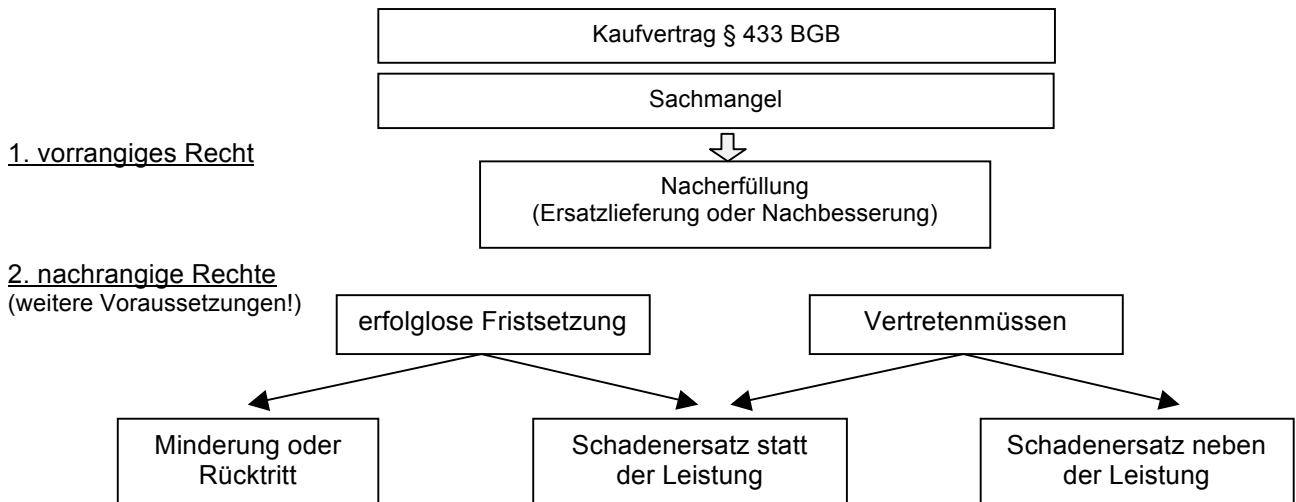 Kaufvertrag § 433 BGB
Sachmangel
1. vorrangiges Recht
Nacherfüllung
(Ersatzlieferung oder Nachbesserung)
2. nachrangige Rechte
(weitere Voraussetzungen!)
erfolglose Fristsetzung
Vertretenmüssen
Minderung oder
Rücktritt
Schadenersatz statt
der Leistung
Schadenersatz neben
der Leistung